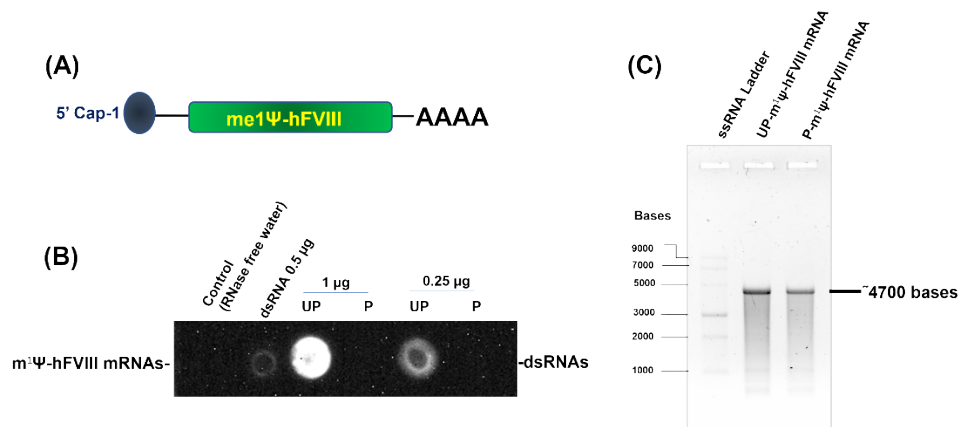 (A)
5' Cap-1
me1Ψ-hFVIII
AAAA
(B)
Control
(RNase free water)
dsRNA 0.5 µg
1 µg
0.25 µg
UP
P
UP
P
m¹Ψ-hFVIII mRNAs-
-dsRNAs
(C)
ssRNA Ladder
UP-m¹Ψ-hFVIII mRNA
P-m¹Ψ-hFVIII mRNA
Bases
9000
7000
5000
3000
2000
1000
~4700 bases